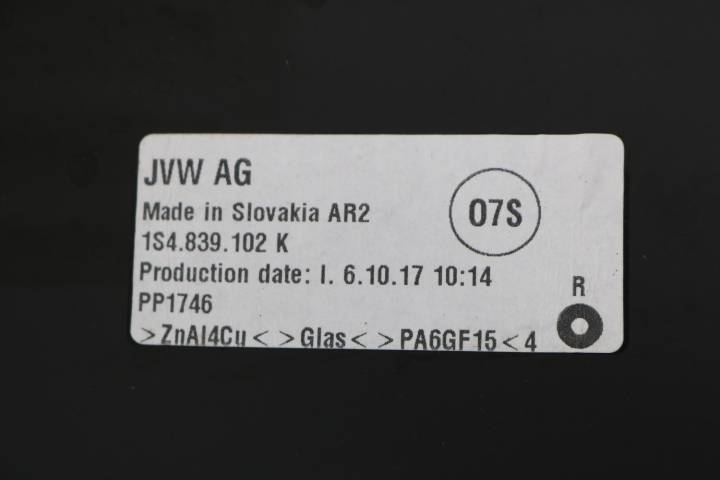 JVW AG
Made in Slovakia AR2
07S
1S4.839.102 K
Production date: I. 6.10.17 10:14
PP1746
R
>ZnAl4Cu< >Glas< >PA6GF15<4